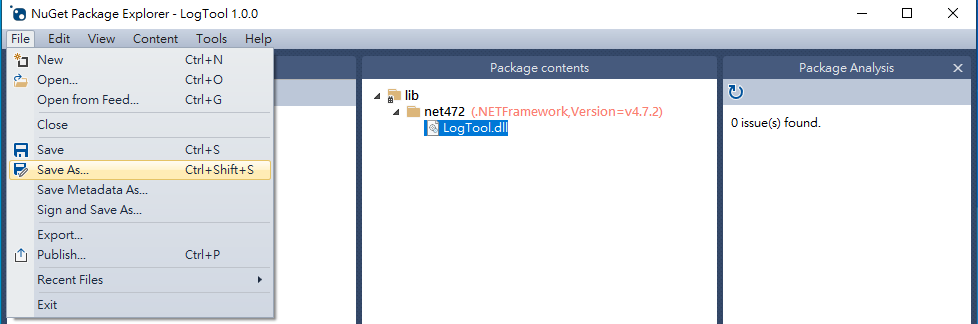 NuGet Package Explorer - LogTool 1.0.0
File Edit View Content Tools Help
New Ctrl+N
Open... Ctrl+O
Open from Feed... Ctrl+G
Close
Save Ctrl+S
Save As... Ctrl+Shift+S
Save Metadata As...
Sign and Save As...
Export...
Publish... Ctrl+P
Recent Files
Exit
Package contents
lib
net472 (.NETFramework,Version=v4.7.2)
LogTool.dll
Package Analysis
0 issue(s) found.